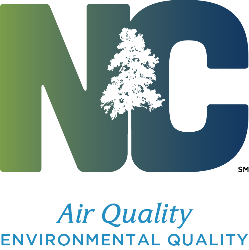 NC
SM
Air Quality
ENVIRONMENTAL QUALITY